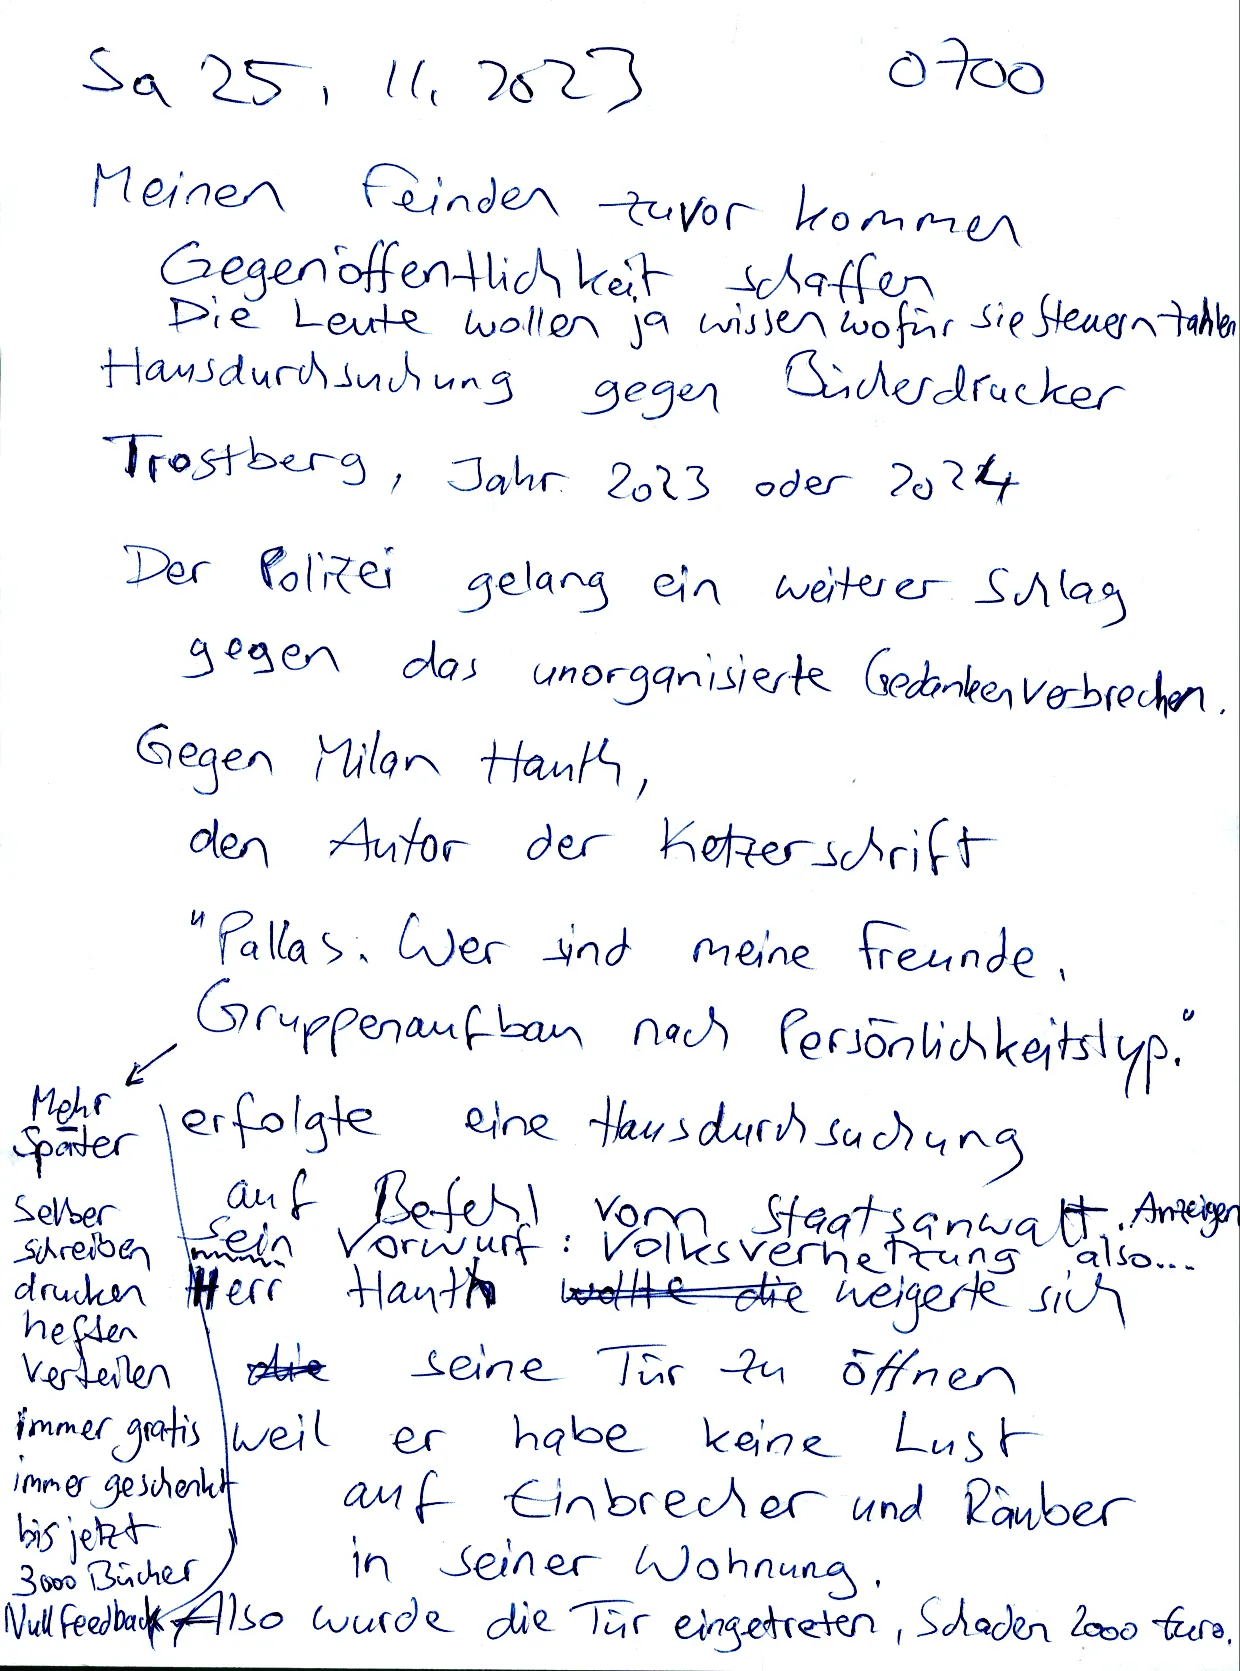 Sa 25. 11. 2023 0700
Meinen Feinden zuvor kommen
Gegenöffentlichkeit schaffen
Die Leute wollen ja wissen wofür sie Steuern zahlen
Hausdurchsuchung gegen Bücherdrucker
Trostberg, Jahr 2023 oder 2024
Der Polizei gelang ein weiterer Schlag
gegen das unorganisierte Gedankenverbrechen.
Gegen Milan Hauth,
den Autor der Ketzerschrift
"Pallas. Wer sind meine Freunde.
Gruppenaufbau nach Persönlichkeitstyp."
erfolgte eine Hausdurchsuchung
auf Befehl vom Staatsanwalt. Anzeigen
sein Vorwurf: Volksverhetzung also...
Herr Hauth wollte die weigerte sich
die seine Tür zu öffnen
weil er habe keine Lust
auf Einbrecher und Räuber
in seiner Wohnung.
Also wurde die Tür eingetreten, Schaden 2000 Euro.
Mehr
später
selber
schreiben
drucken
heften
verteilen
immer gratis
immer geschenkt
bis jetzt
3000 Bücher
Null Feedback